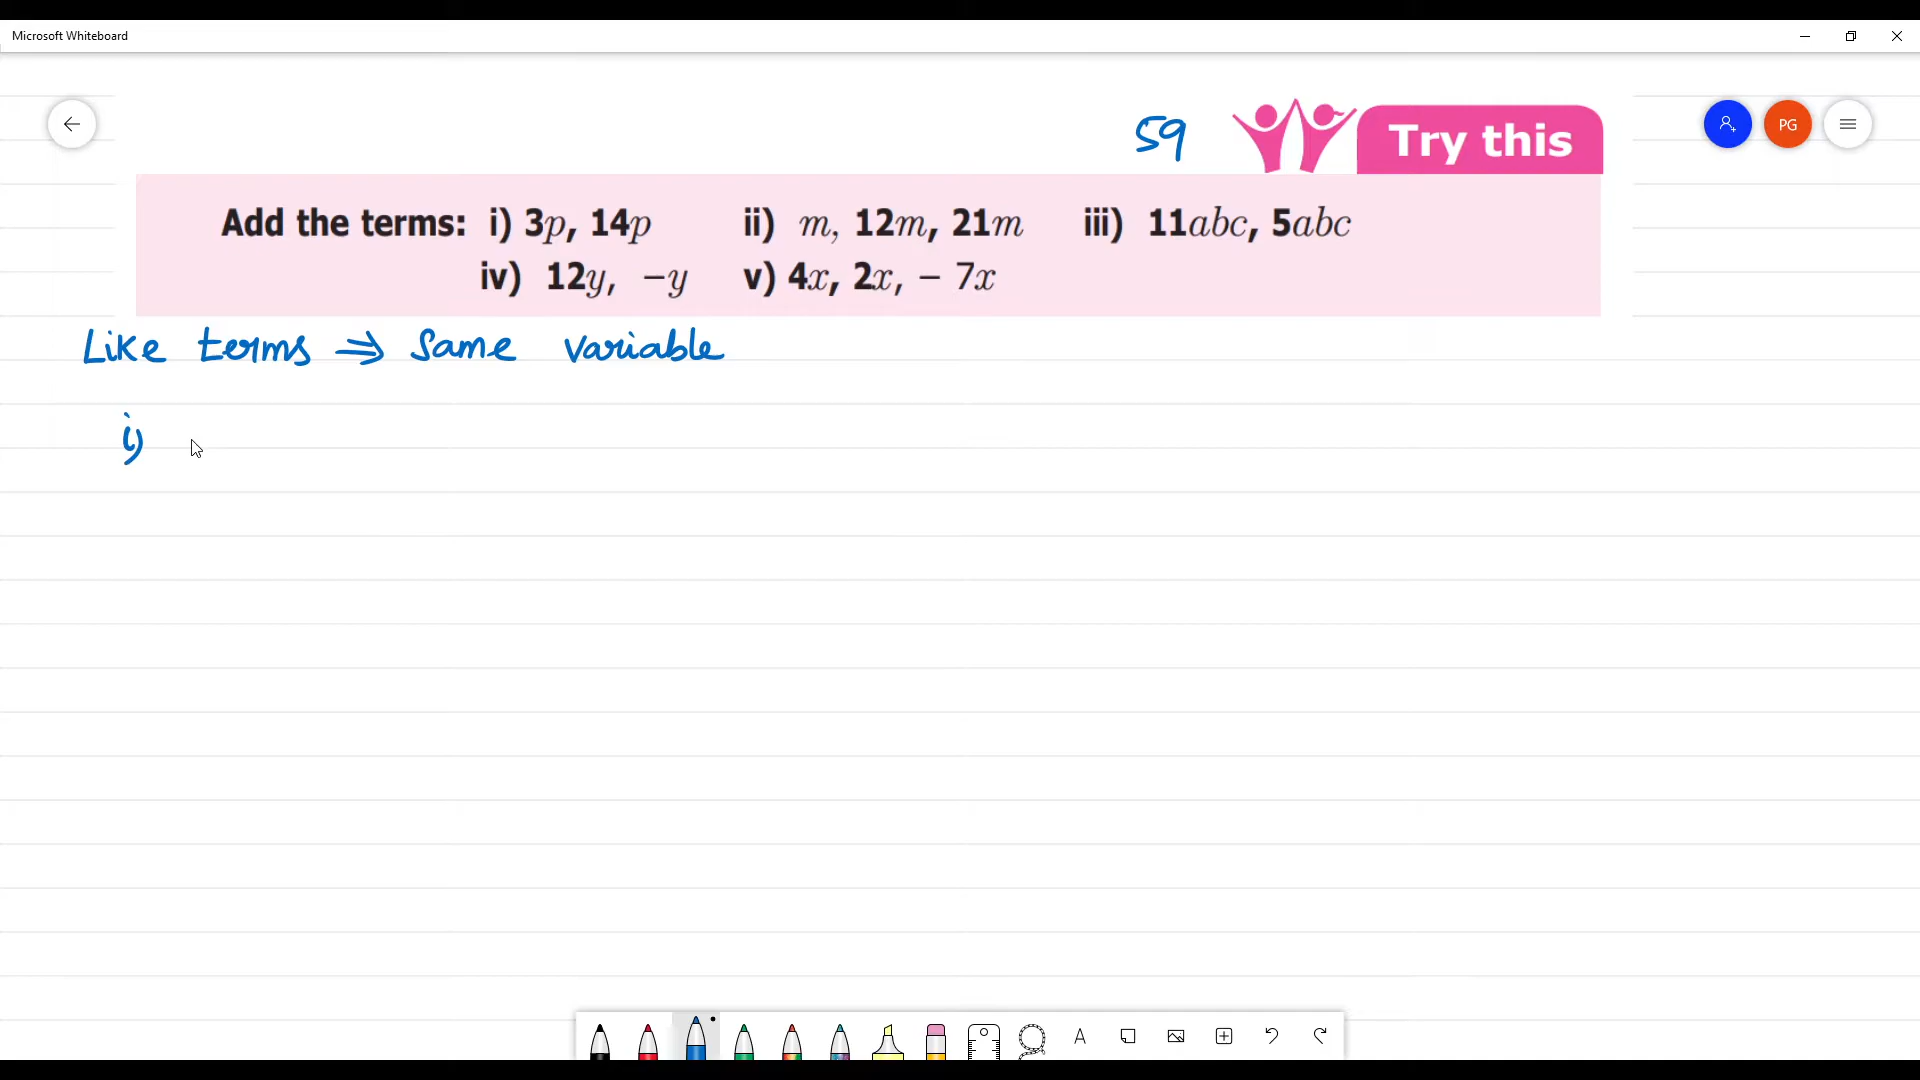 Microsoft Whiteboard
59 Try this
PG
Add the terms: i) 3p, 14p ii) m, 12m, 21m iii) 11abc, 5abc
iv) 12y, −y v) 4x, 2x, − 7x
Like terms ⇒ Same variable
i)
A